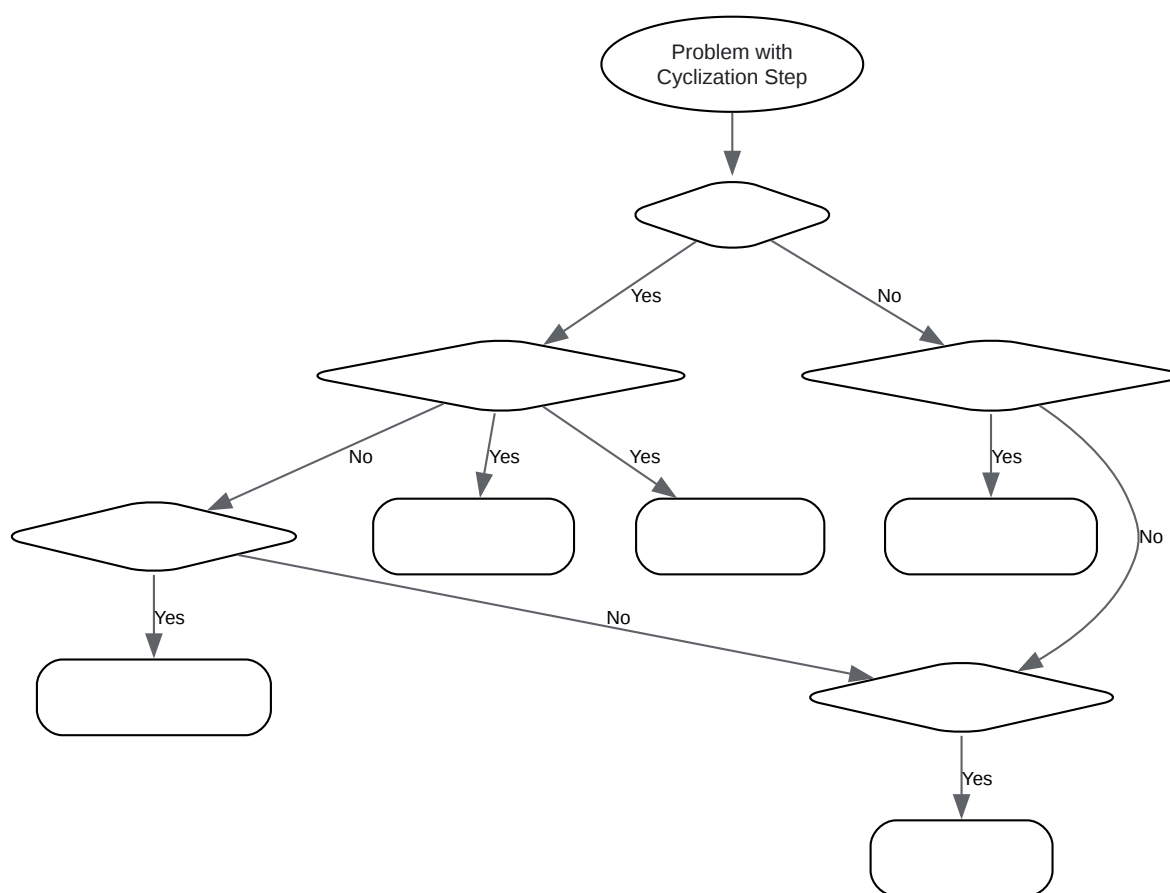 Problem with
Cyclization Step
Yes
No
No
Yes
Yes
Yes
No
Yes
No
Yes